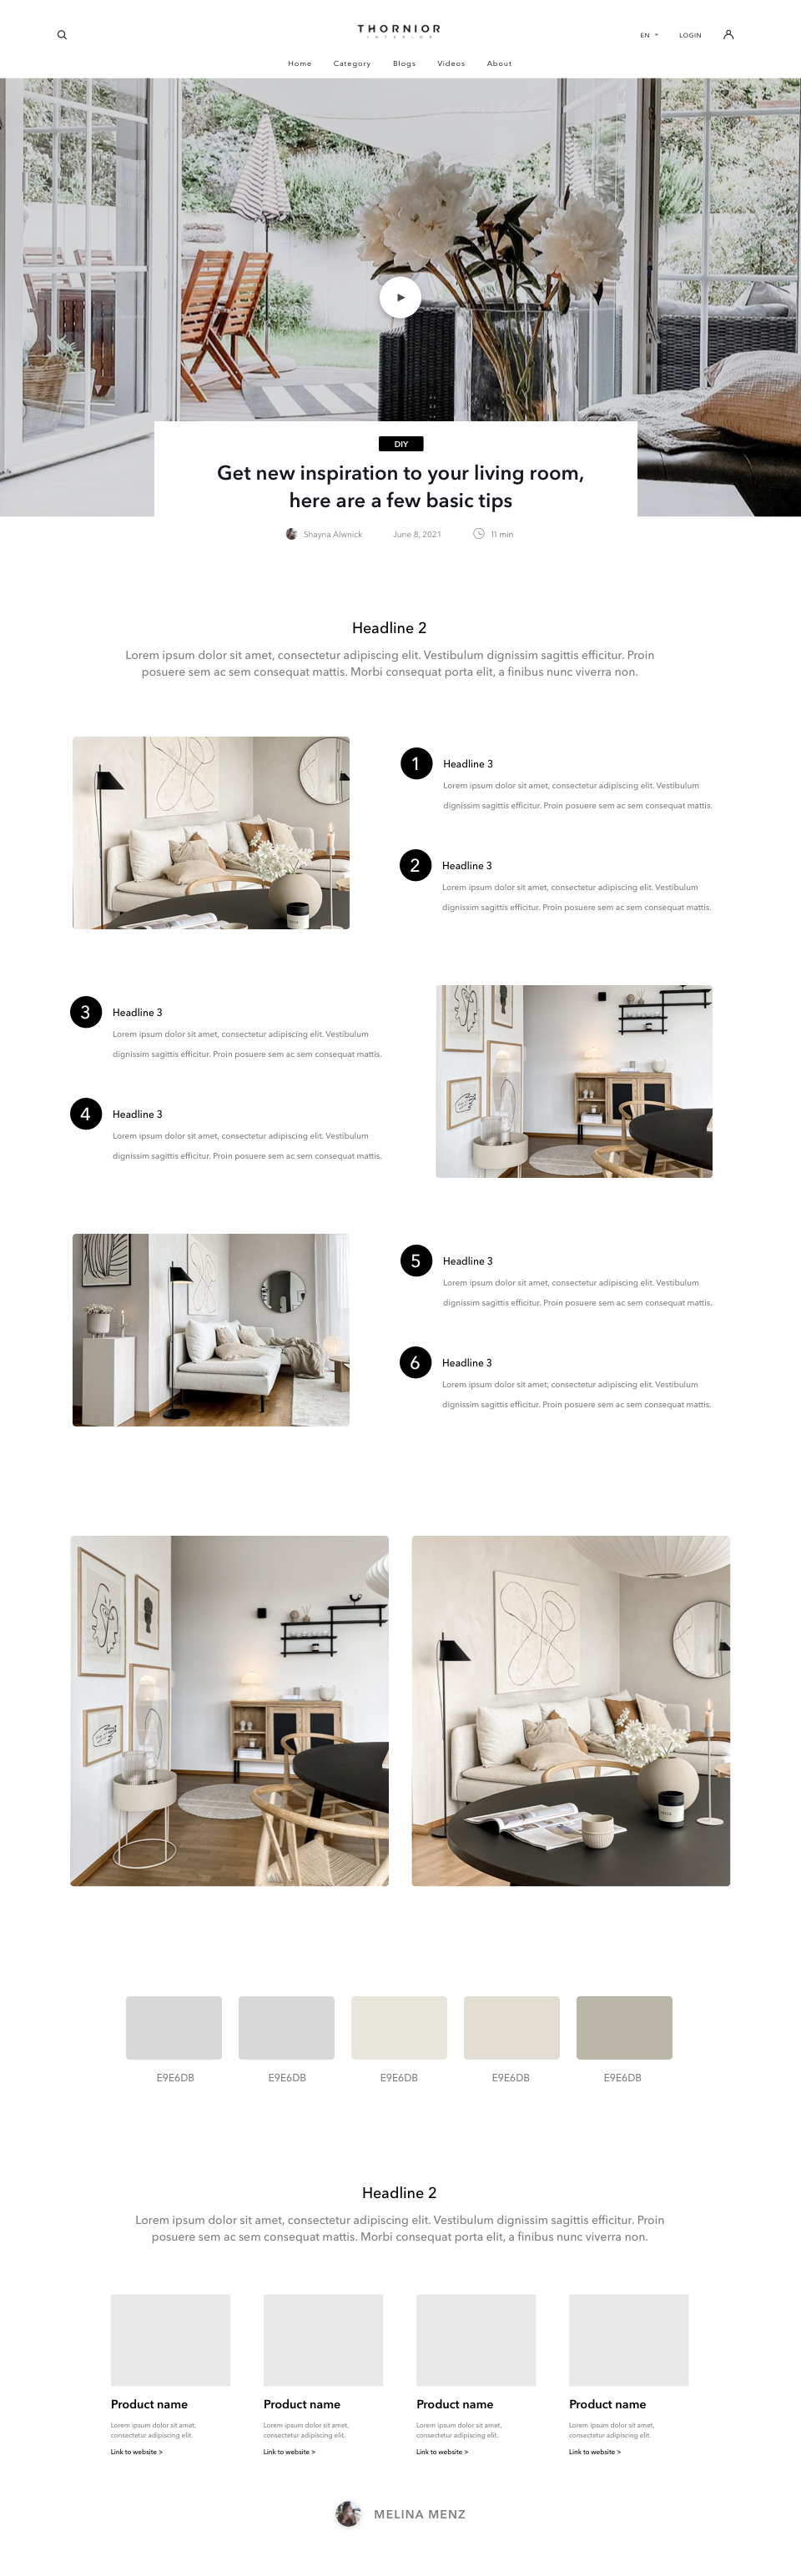 THORNIOR
INTERIOR
EN
LOGIN
Home
Category
Blogs
Videos
About
DIY
Get new inspiration to your living room,
here are a few basic tips
Shayna Alwnick
June 8, 2021
11 min
Headline 2
Lorem ipsum dolor sit amet, consectetur adipiscing elit. Vestibulum dignissim sagittis efficitur. Proin
posuere sem ac sem consequat mattis. Morbi consequat porta elit, a finibus nunc viverra non.
1
Headline 3
Lorem ipsum dolor sit amet, consectetur adipiscing elit. Vestibulum
dignissim sagittis efficitur. Proin posuere sem ac sem consequat mattis.
2
Headline 3
Lorem ipsum dolor sit amet, consectetur adipiscing elit. Vestibulum
dignissim sagittis efficitur. Proin posuere sem ac sem consequat mattis.
3
Headline 3
Lorem ipsum dolor sit amet, consectetur adipiscing elit. Vestibulum
dignissim sagittis efficitur. Proin posuere sem ac sem consequat mattis.
4
Headline 3
Lorem ipsum dolor sit amet, consectetur adipiscing elit. Vestibulum
dignissim sagittis efficitur. Proin posuere sem ac sem consequat mattis.
5
Headline 3
Lorem ipsum dolor sit amet, consectetur adipiscing elit. Vestibulum
dignissim sagittis efficitur. Proin posuere sem ac sem consequat mattis.
6
Headline 3
Lorem ipsum dolor sit amet, consectetur adipiscing elit. Vestibulum
dignissim sagittis efficitur. Proin posuere sem ac sem consequat mattis.
E9E6DB
E9E6DB
E9E6DB
E9E6DB
E9E6DB
Headline 2
Lorem ipsum dolor sit amet, consectetur adipiscing elit. Vestibulum dignissim sagittis efficitur. Proin
posuere sem ac sem consequat mattis. Morbi consequat porta elit, a finibus nunc viverra non.
Product name
Lorem ipsum dolor sit amet,
consectetur adipiscing elit.
Link to website >
Product name
Lorem ipsum dolor sit amet,
consectetur adipiscing elit.
Link to website >
Product name
Lorem ipsum dolor sit amet,
consectetur adipiscing elit.
Link to website >
Product name
Lorem ipsum dolor sit amet,
consectetur adipiscing elit.
Link to website >
MELINA MENZ